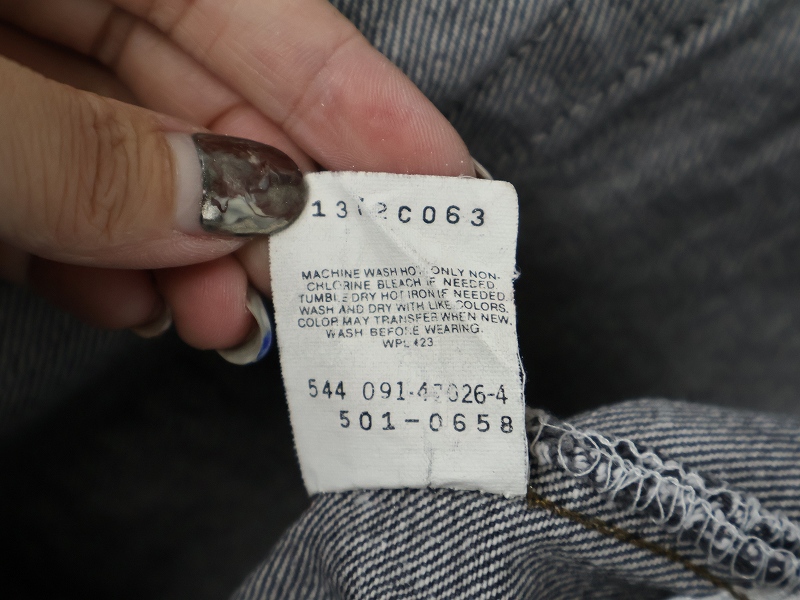 MACHINE WASH HOT ONLY NON-
CHLORINE BLEACH IF NEEDED
TUMBLE DRY HOT IRON IF NEEDED
WASH AND DRY WITH LIKE COLORS.
COLOR MAY TRANSFER WHEN NEW.
WASH BEFORE WEARING.
WPL 423
544
501-0658